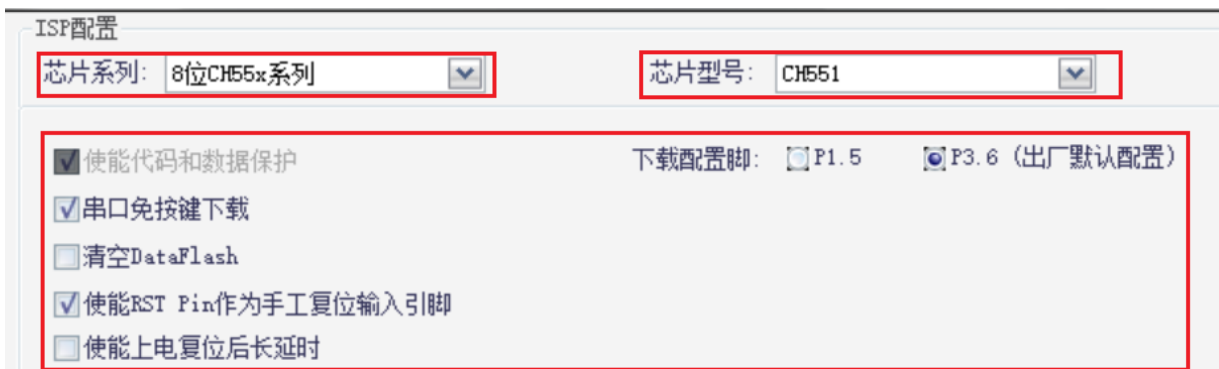 ISP配置
芯片系列: 8位CH55x系列 芯片型号: CH551
使能代码和数据保护 下载配置脚: P1.5 P3.6 (出厂默认配置)
串口免按键下载
清空DataFlash
使能RST Pin作为手工复位输入引脚
使能上电复位后长延时